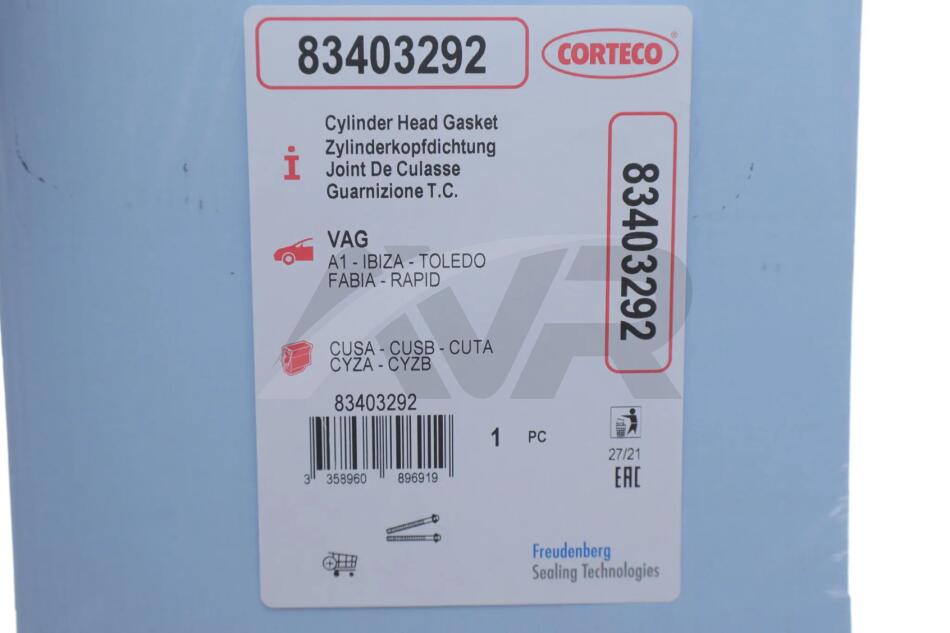 83403292
CORTECO®
Cylinder Head Gasket
Zylinderkopfdichtung
Joint De Culasse
Guarnizione T.C.
83403292
VAG
A1 - IBIZA - TOLEDO
FABIA - RAPID
AVR
CUSA - CUSB - CUTA
CYZA - CYZB
83403292
3 358960 896919
1 PC
27/21
EAC
Freudenberg
Sealing Technologies